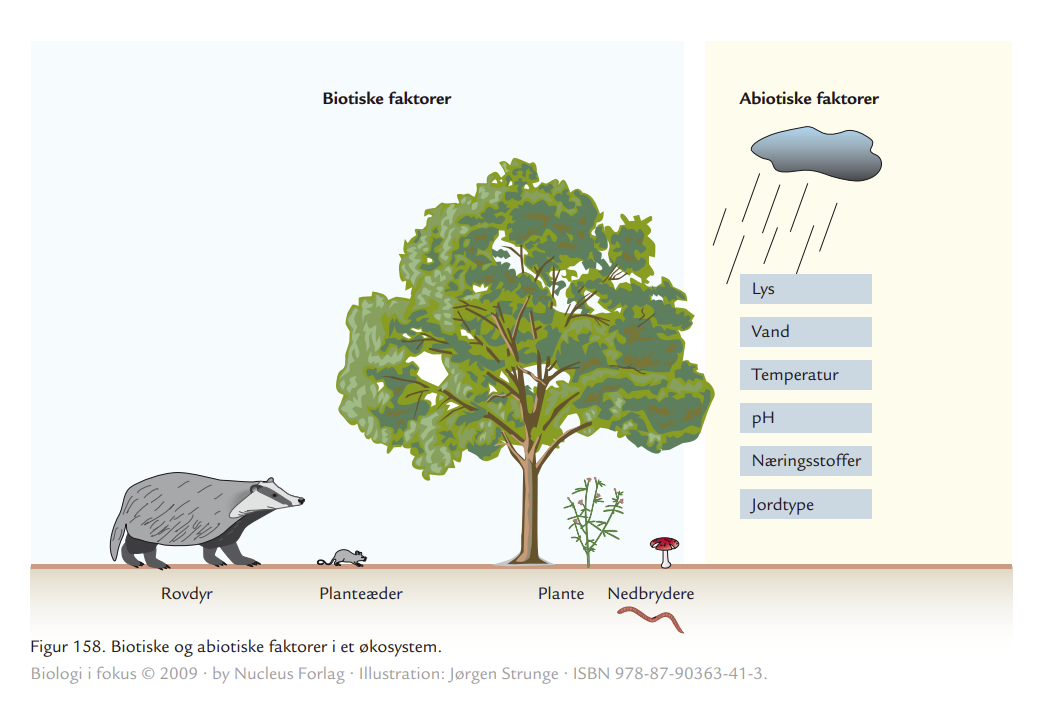 Biotiske faktorer
Abiotiske faktorer
Lys
Vand
Temperatur
pH
Næringsstoffer
Jordtype
Rovdyr
Planteæder
Plante
Nedbrydere
Figur 158. Biotiske og abiotiske faktorer i et økosystem.
Biologi i fokus © 2009 · by Nucleus Forlag · Illustration: Jørgen Strunge · ISBN 978-87-90363-41-3.